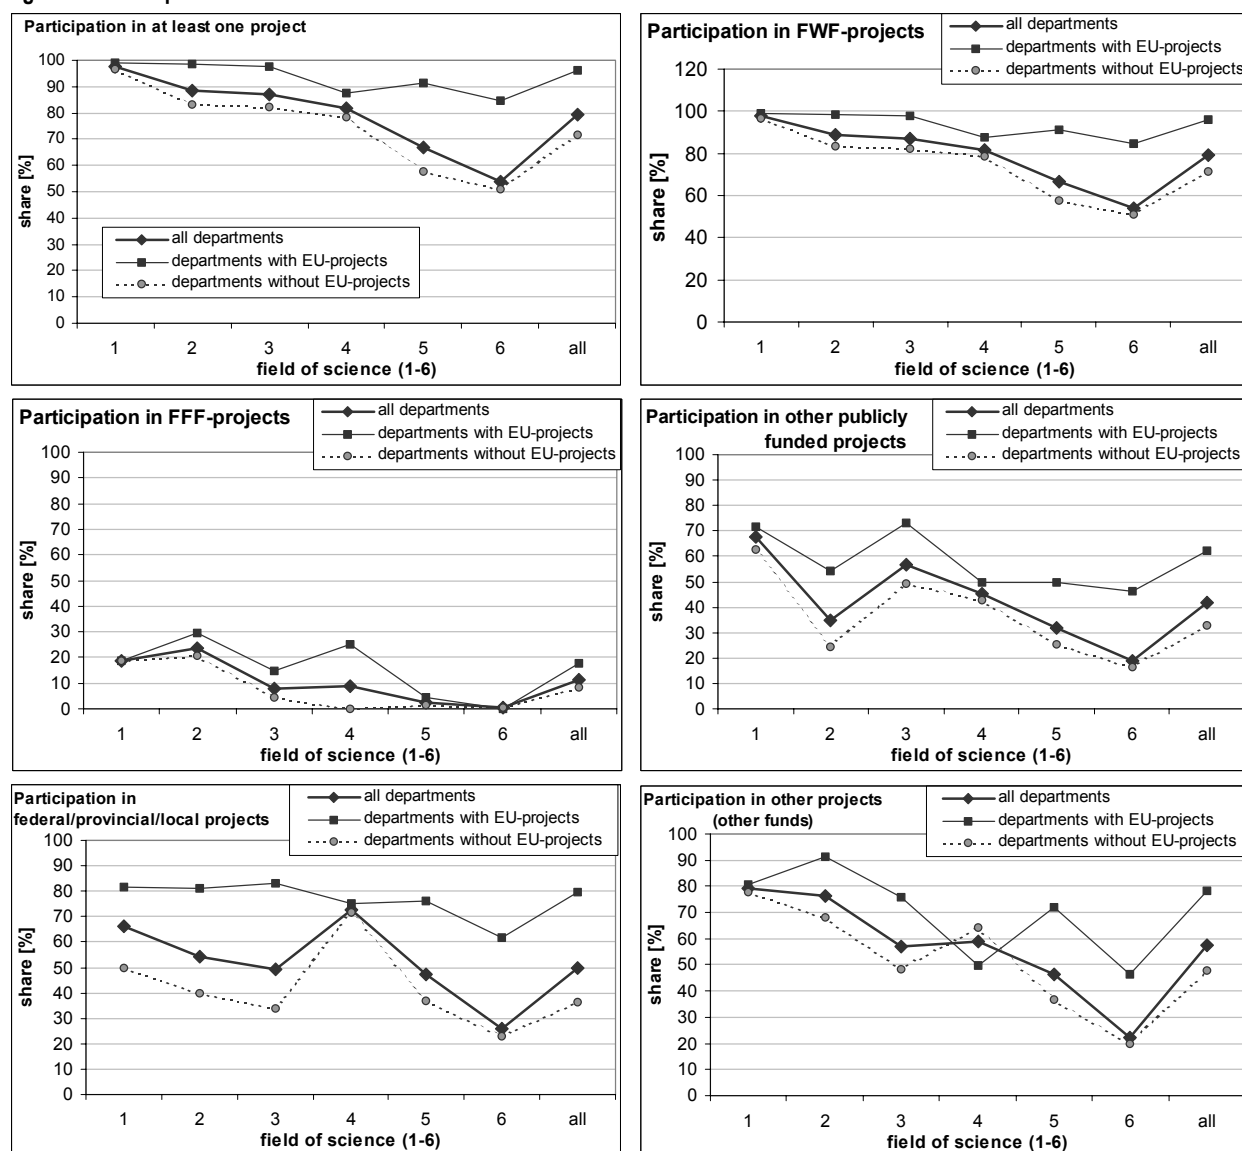 Participation in at least one project
100
90
80
70
60
50
40
30
20
10
0
share [%]
all departments
departments with EU-projects
departments without EU-projects
1 2 3 4 5 6 all
field of science (1-6)
Participation in FWF-projects
all departments
departments with EU-projects
departments without EU-projects
120
100
80
60
40
20
0
share [%]
1 2 3 4 5 6 all
field of science (1-6)
Participation in FFF-projects
all departments
departments with EU-projects
departments without EU-projects
100
90
80
70
60
50
40
30
20
10
0
share [%]
1 2 3 4 5 6 all
field of science (1-6)
Participation in other publicly
funded projects
all departments
departments with EU-projects
departments without EU-projects
100
90
80
70
60
50
40
30
20
10
0
share [%]
1 2 3 4 5 6 all
field of science (1-6)
Participation in
federal/provincial/local projects
all departments
departments with EU-projects
departments without EU-projects
100
90
80
70
60
50
40
30
20
10
0
share [%]
1 2 3 4 5 6 all
field of science (1-6)
Participation in other projects
(other funds)
all departments
departments with EU-projects
departments without EU-projects
100
90
80
70
60
50
40
30
20
10
0
share [%]
1 2 3 4 5 6 all
field of science (1-6)